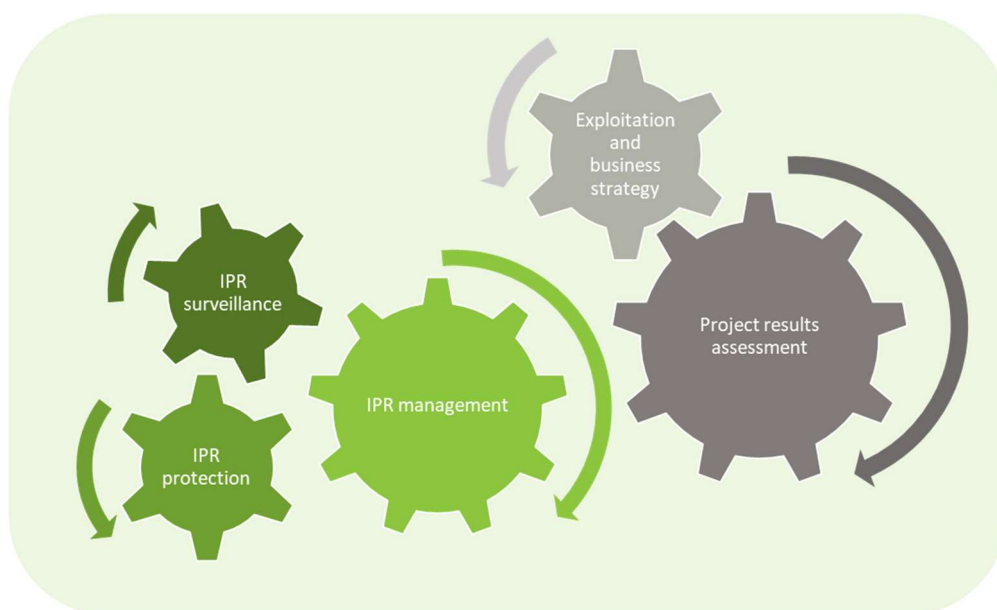 Exploitation
and
business
strategy
IPR
surveillance
Project results
assessment
IPR management
IPR
protection